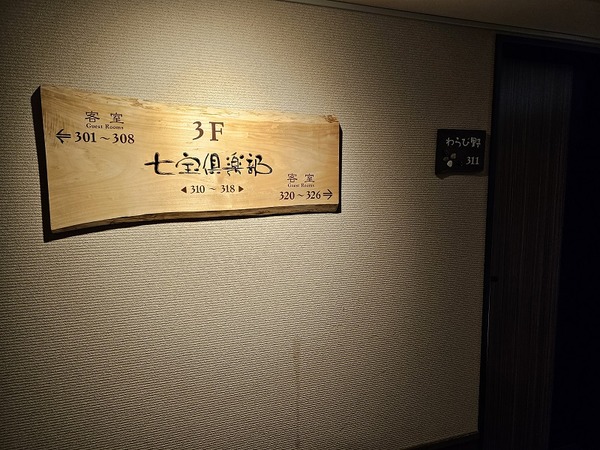 客室
Guest Rooms
←301～308
3F
七宝倶楽部
◀310～318▶
客室
Guest Rooms
320～326→
わらび野
311